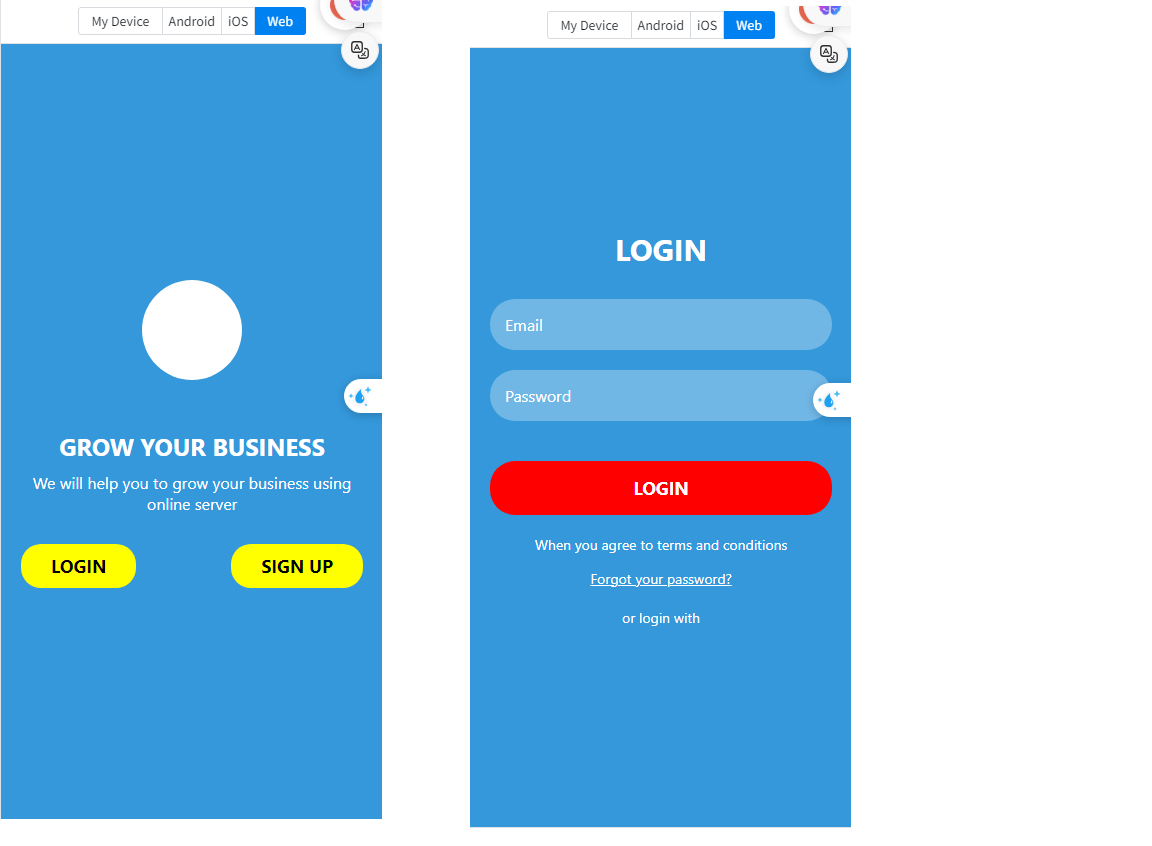 My Device Android iOS Web
GROW YOUR BUSINESS
We will help you to grow your business using
online server
LOGIN SIGN UP
My Device Android iOS Web
LOGIN
Email
Password
LOGIN
When you agree to terms and conditions
Forgot your password?
or login with